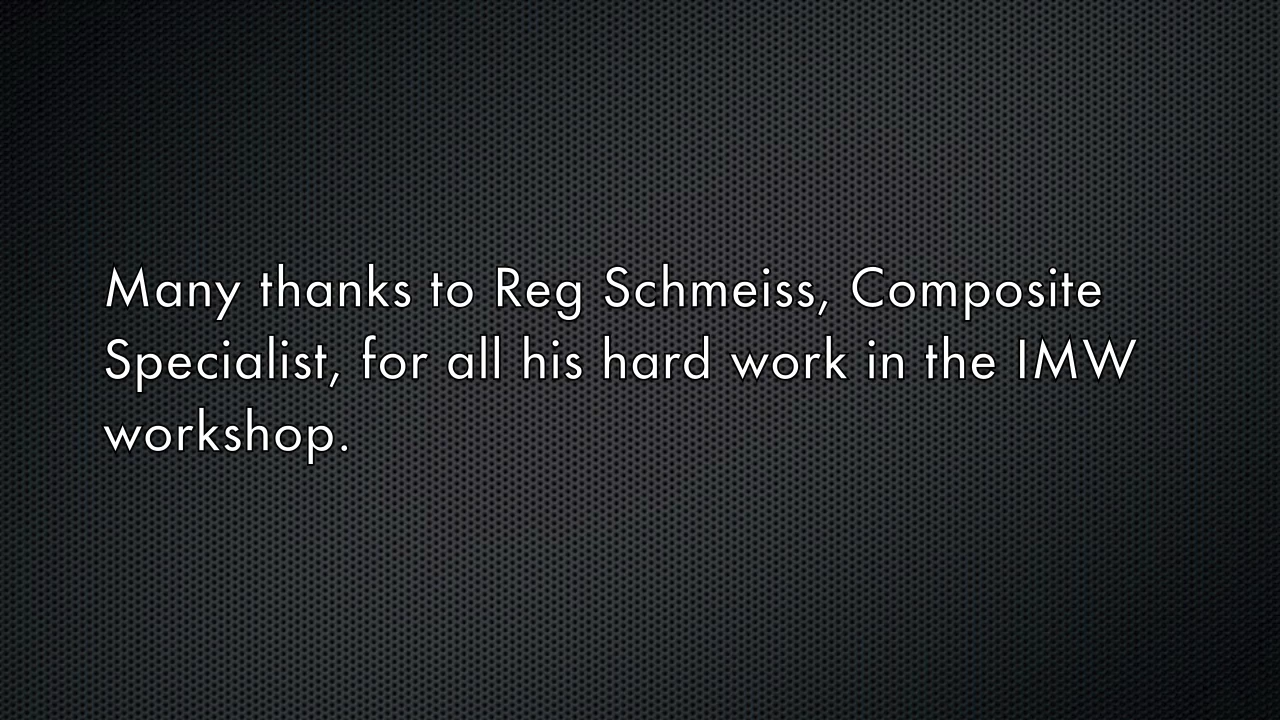 Many thanks to Reg Schmeiss, Composite
Specialist, for all his hard work in the IMW
workshop.